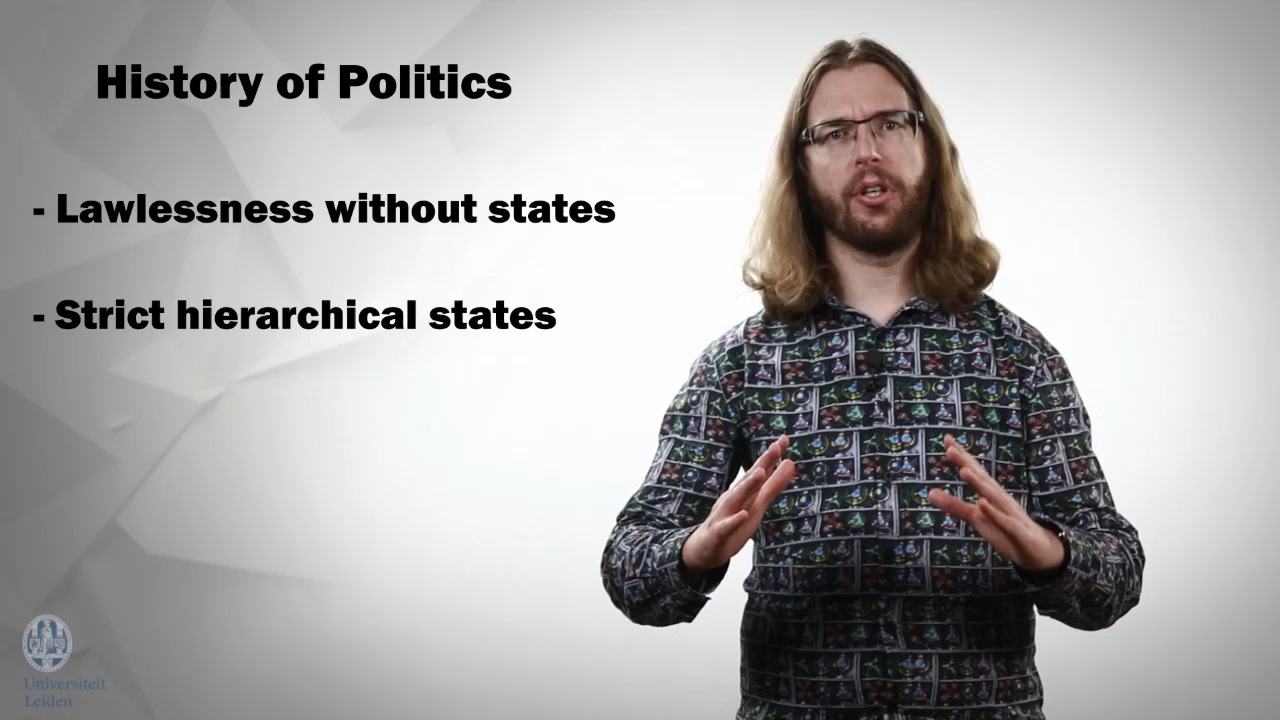 History of Politics
- Lawlessness without states
- Strict hierarchical states
Universiteit
Leiden